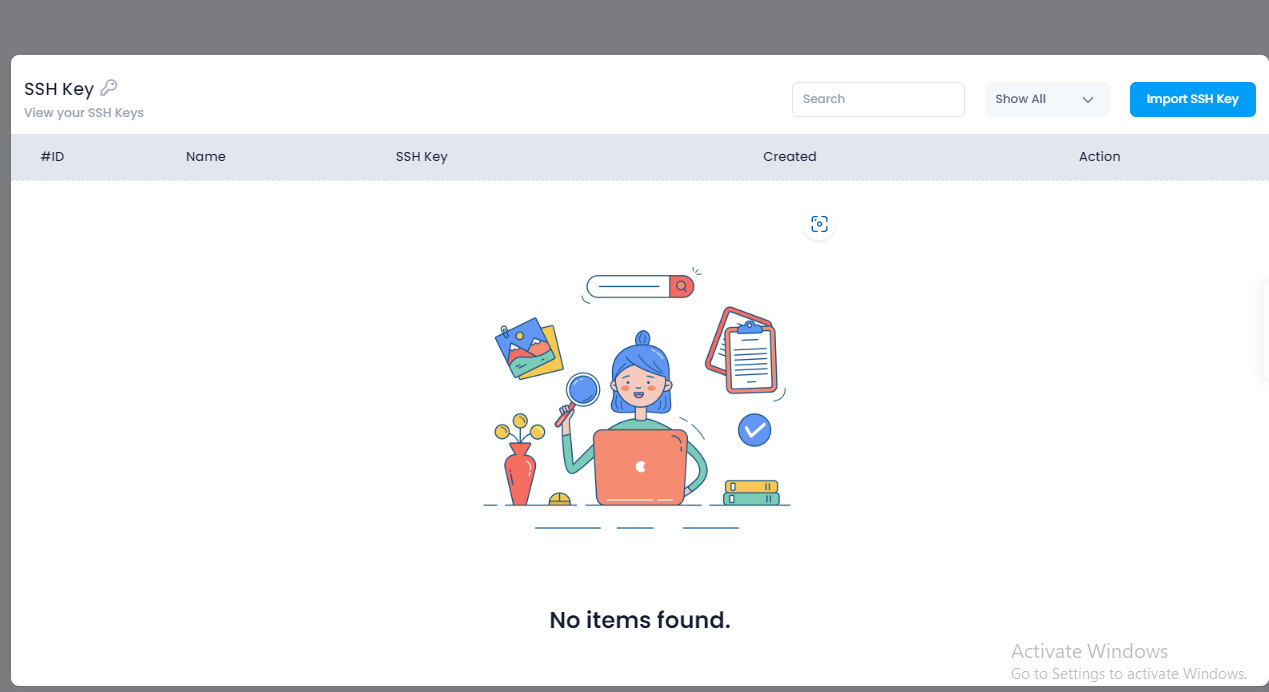 SSH Key
View your SSH Keys
Search
Show All
Import SSH Key
#ID Name SSH Key Created Action
No items found.
Activate Windows
Go to Settings to activate Windows.